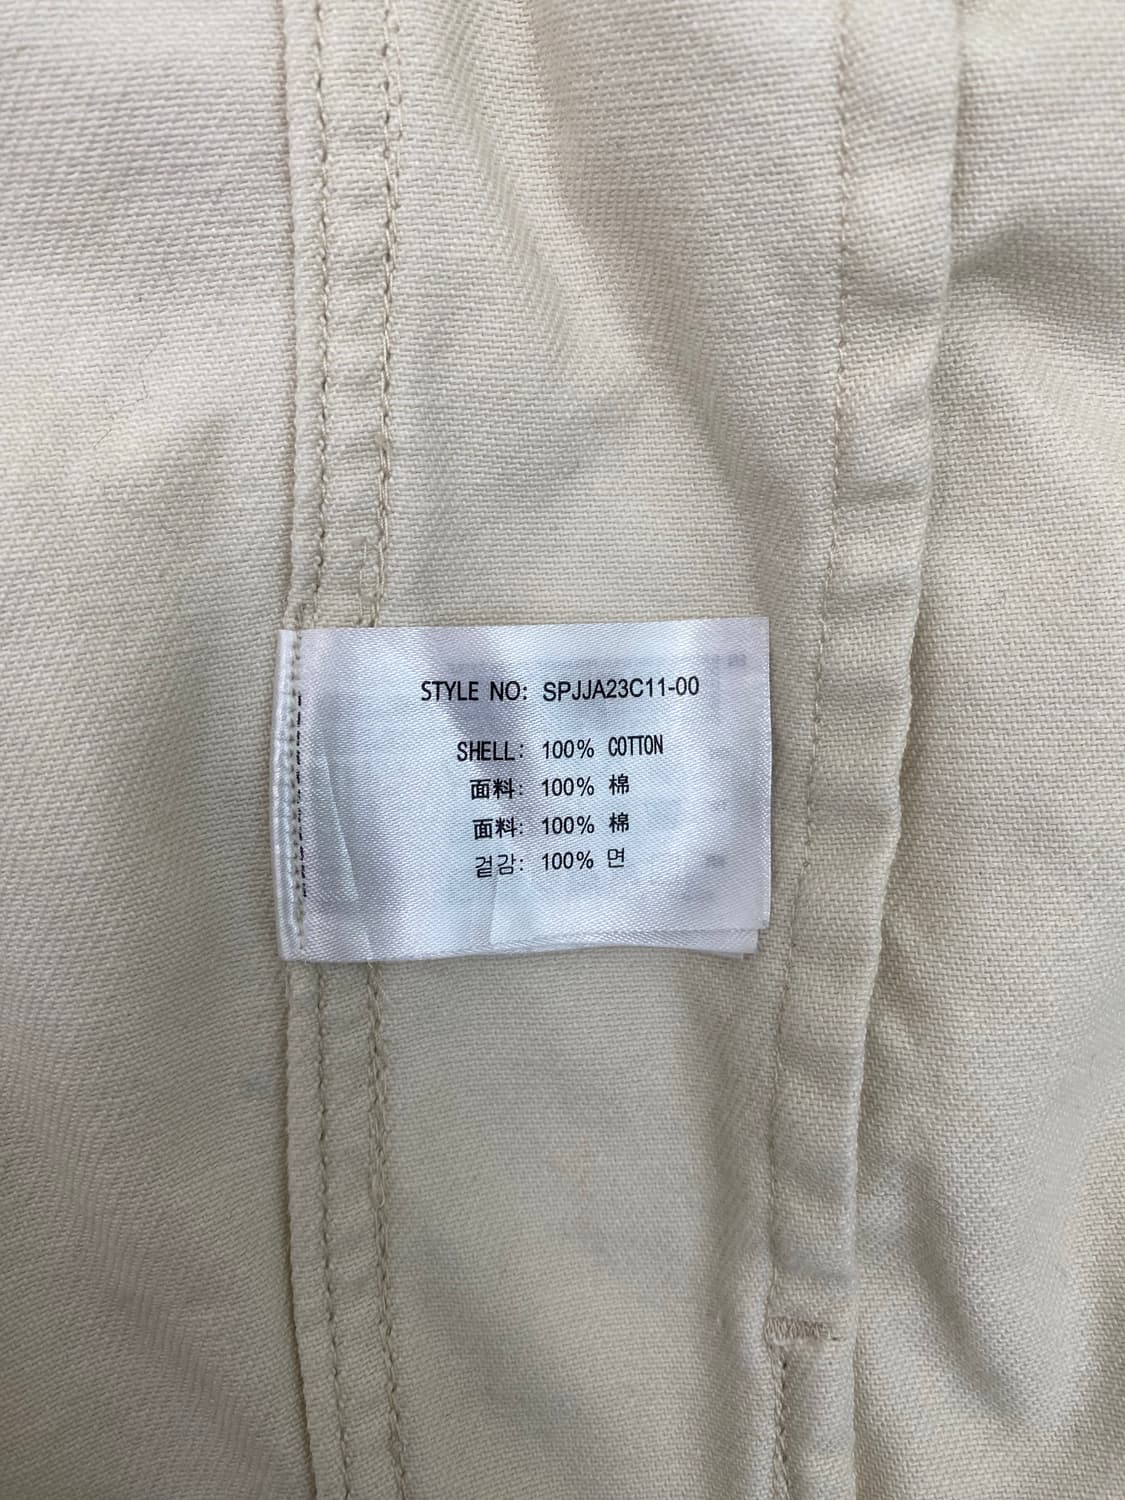 STYLE NO: SPJJA23C11-00
SHELL: 100% COTTON
面料: 100% 棉
面料: 100% 棉
겉감: 100% 면